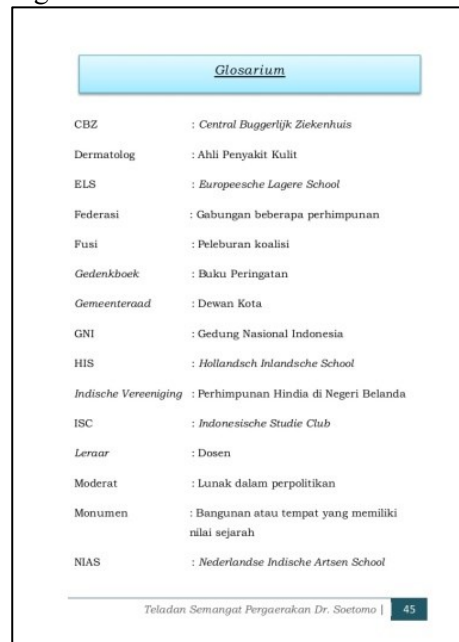 Glosarium
CBZ : Central Buggerlijk Ziekenhuis
Dermatolog : Ahli Penyakit Kulit
ELS : Europeesche Lagere School
Federasi : Gabungan beberapa perhimpunan
Fusi : Peleburan koalisi
Gedenkboek : Buku Peringatan
Gemeenteraad : Dewan Kota
GNI : Gedung Nasional Indonesia
HIS : Hollandsch Inlandsche School
Indische Vereeniging : Perhimpunan Hindia di Negeri Belanda
ISC : Indonesische Studie Club
Leraar : Dosen
Moderat : Lunak dalam perpolitikan
Monumen : Bangunan atau tempat yang memiliki
nilai sejarah
NIAS : Nederlandse Indische Artsen School
Teladan Semangat Pergaerakan Dr. Soetomo | 45